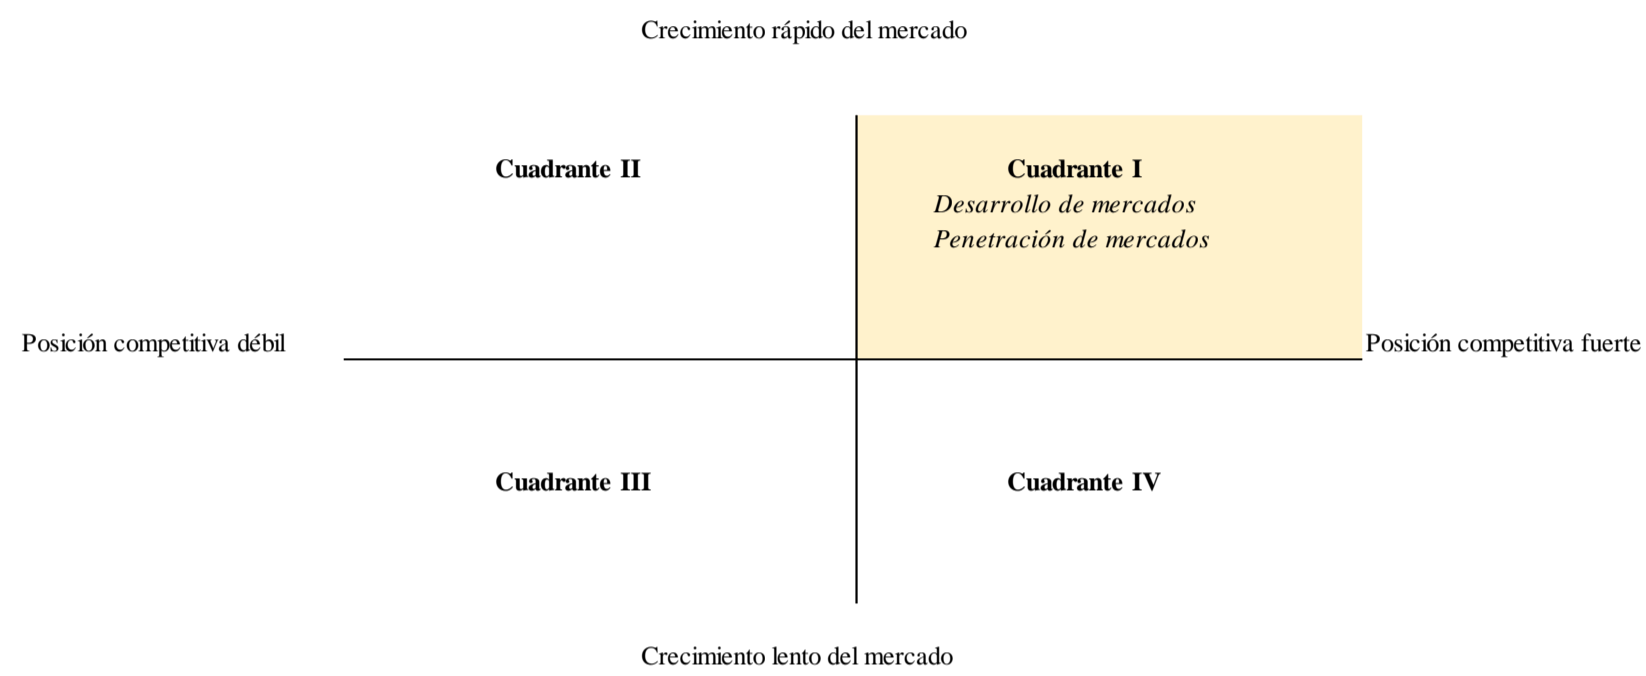 Crecimiento rápido del mercado
Cuadrante II
Cuadrante I
Desarrollo de mercados
Penetración de mercados
Posición competitiva débil
Posición competitiva fuerte
Cuadrante III
Cuadrante IV
Crecimiento lento del mercado